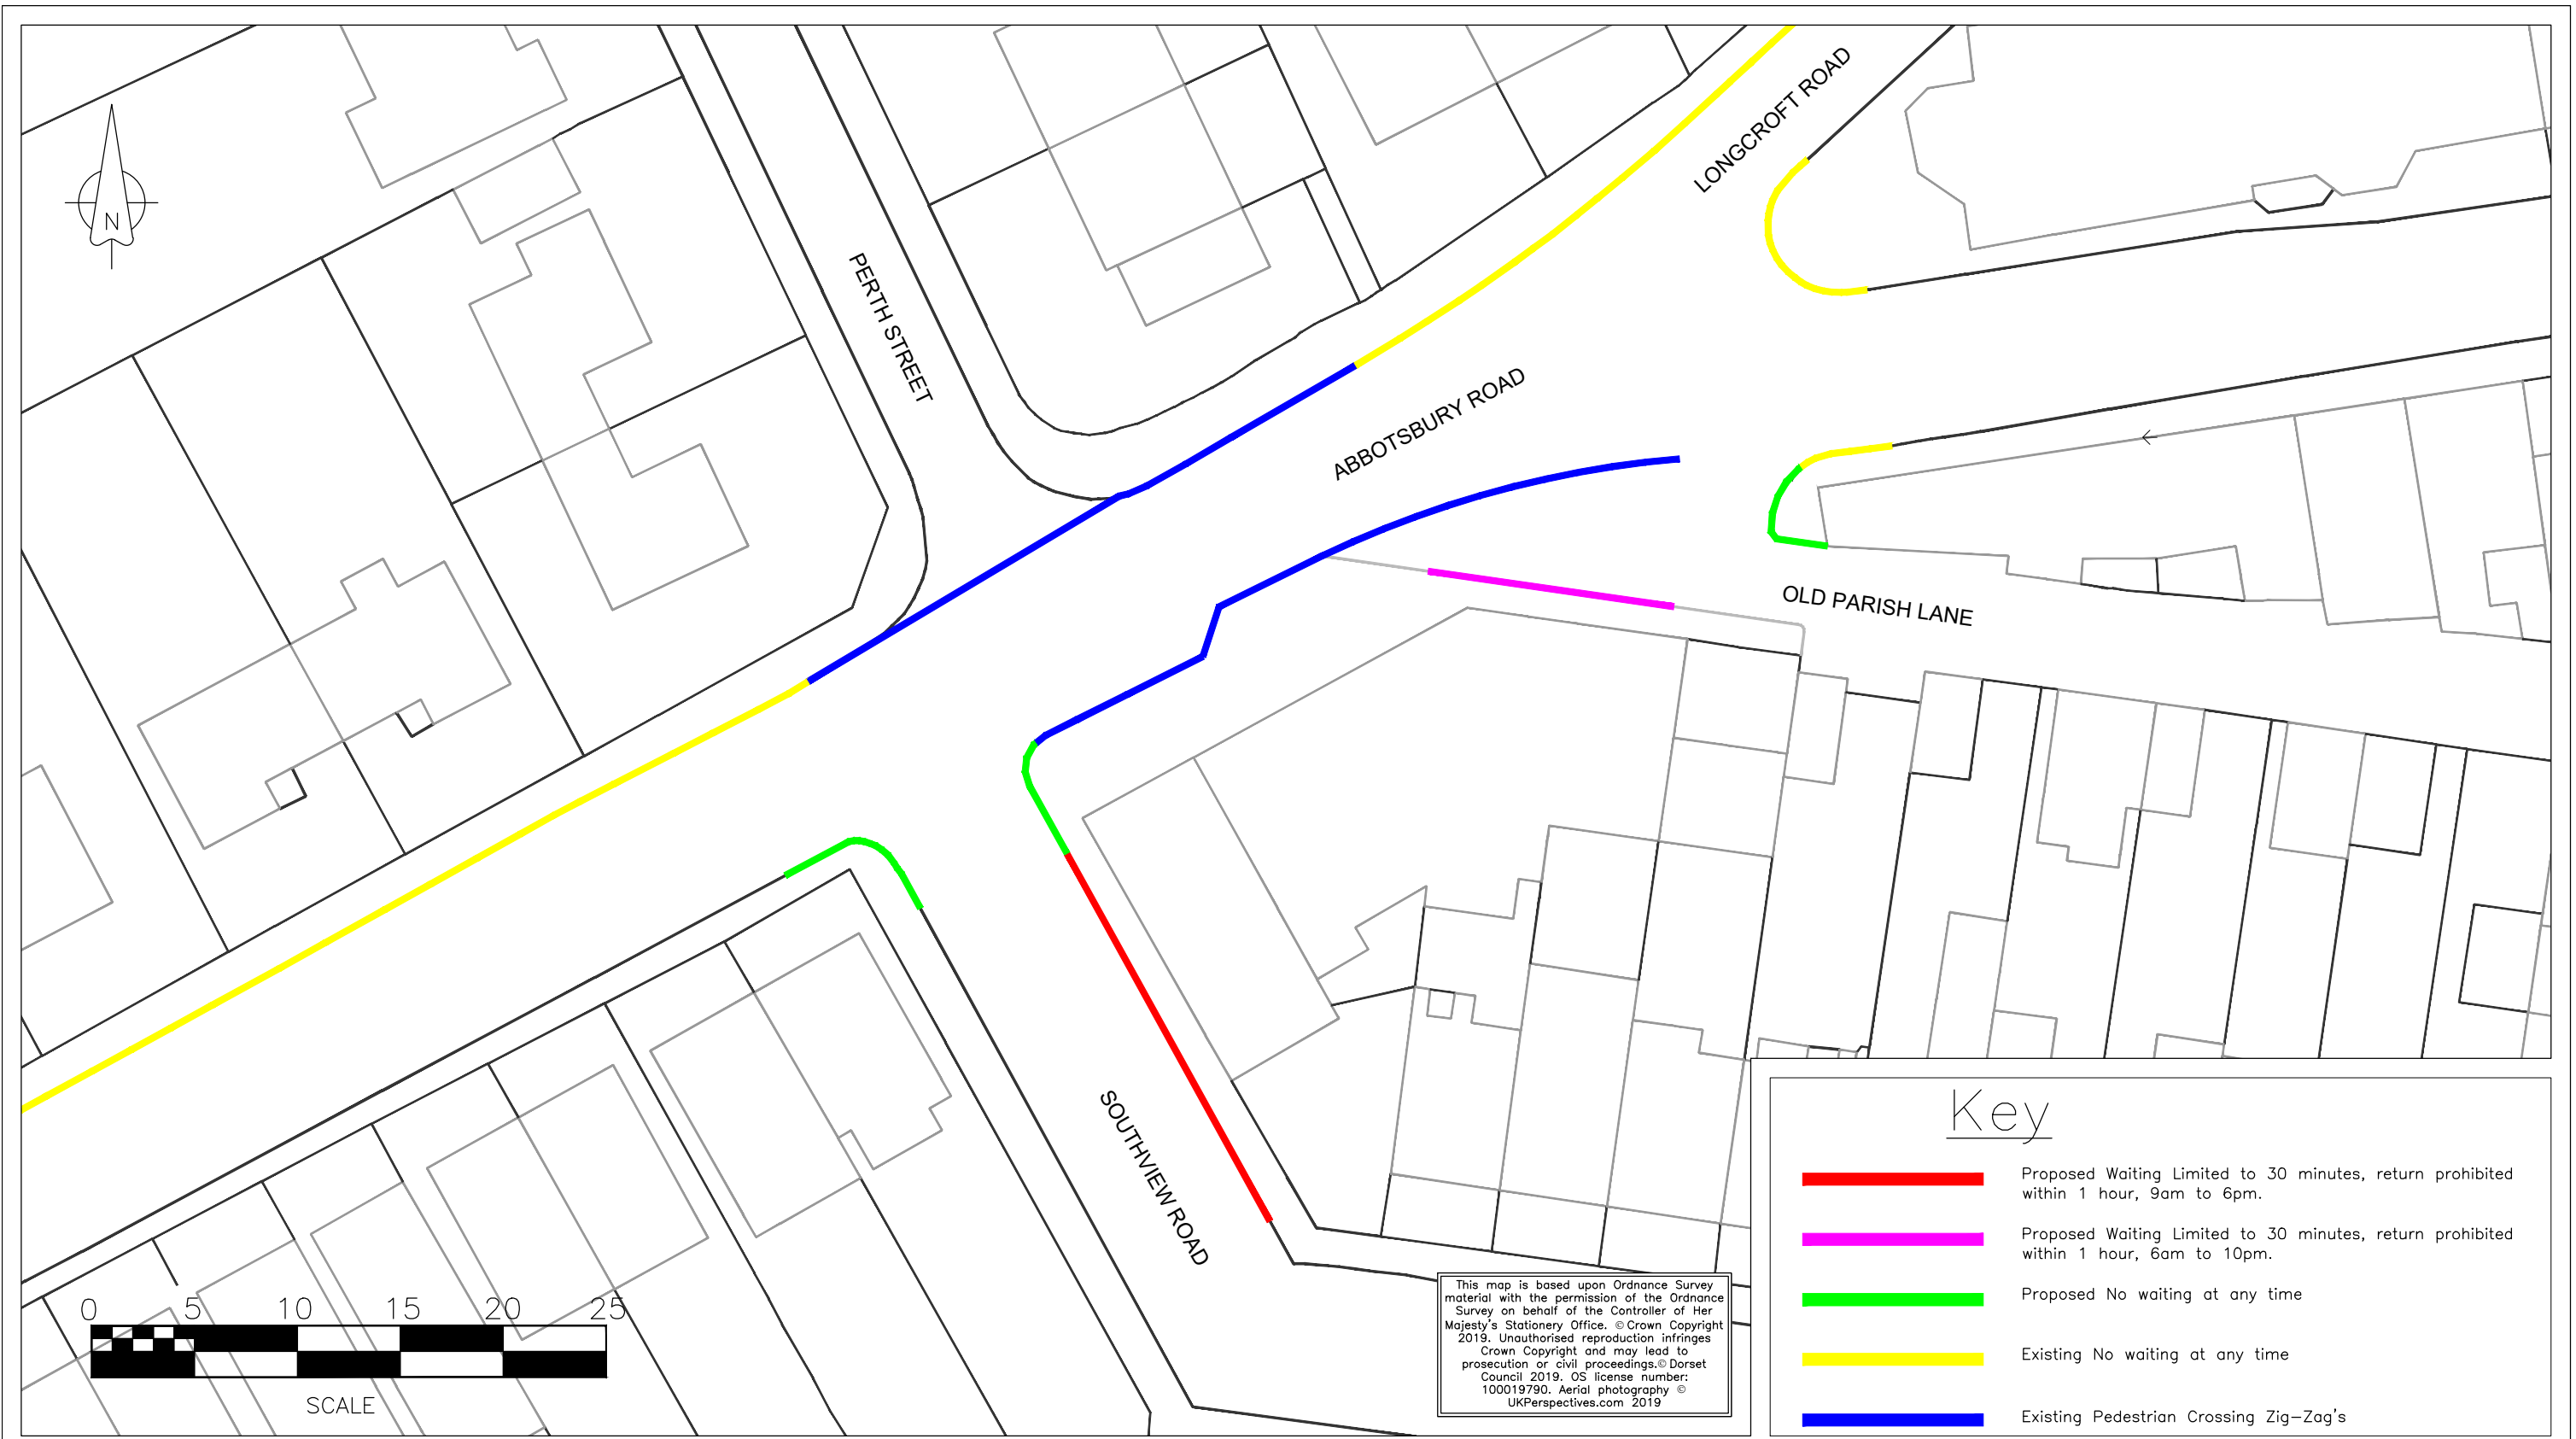 LONGCROFT ROAD
N
PERTH STREET
ABBOTSBURY ROAD
OLD PARISH LANE
SOUTHVIEW ROAD
0 5 10 15 20 25
SCALE
This map is based upon Ordnance Survey
material with the permission of the Ordnance
Survey on behalf of the Controller of Her
Majesty's Stationery Office. © Crown Copyright
2019. Unauthorised reproduction infringes
Crown Copyright and may lead to
prosecution or civil proceedings.© Dorset
Council 2019. OS license number:
100019790. Aerial photography ©
UKPerspectives.com 2019
Key
Proposed Waiting Limited to 30 minutes, return prohibited
within 1 hour, 9am to 6pm.
Proposed Waiting Limited to 30 minutes, return prohibited
within 1 hour, 6am to 10pm.
Proposed No waiting at any time
Existing No waiting at any time
Existing Pedestrian Crossing Zig-Zag's